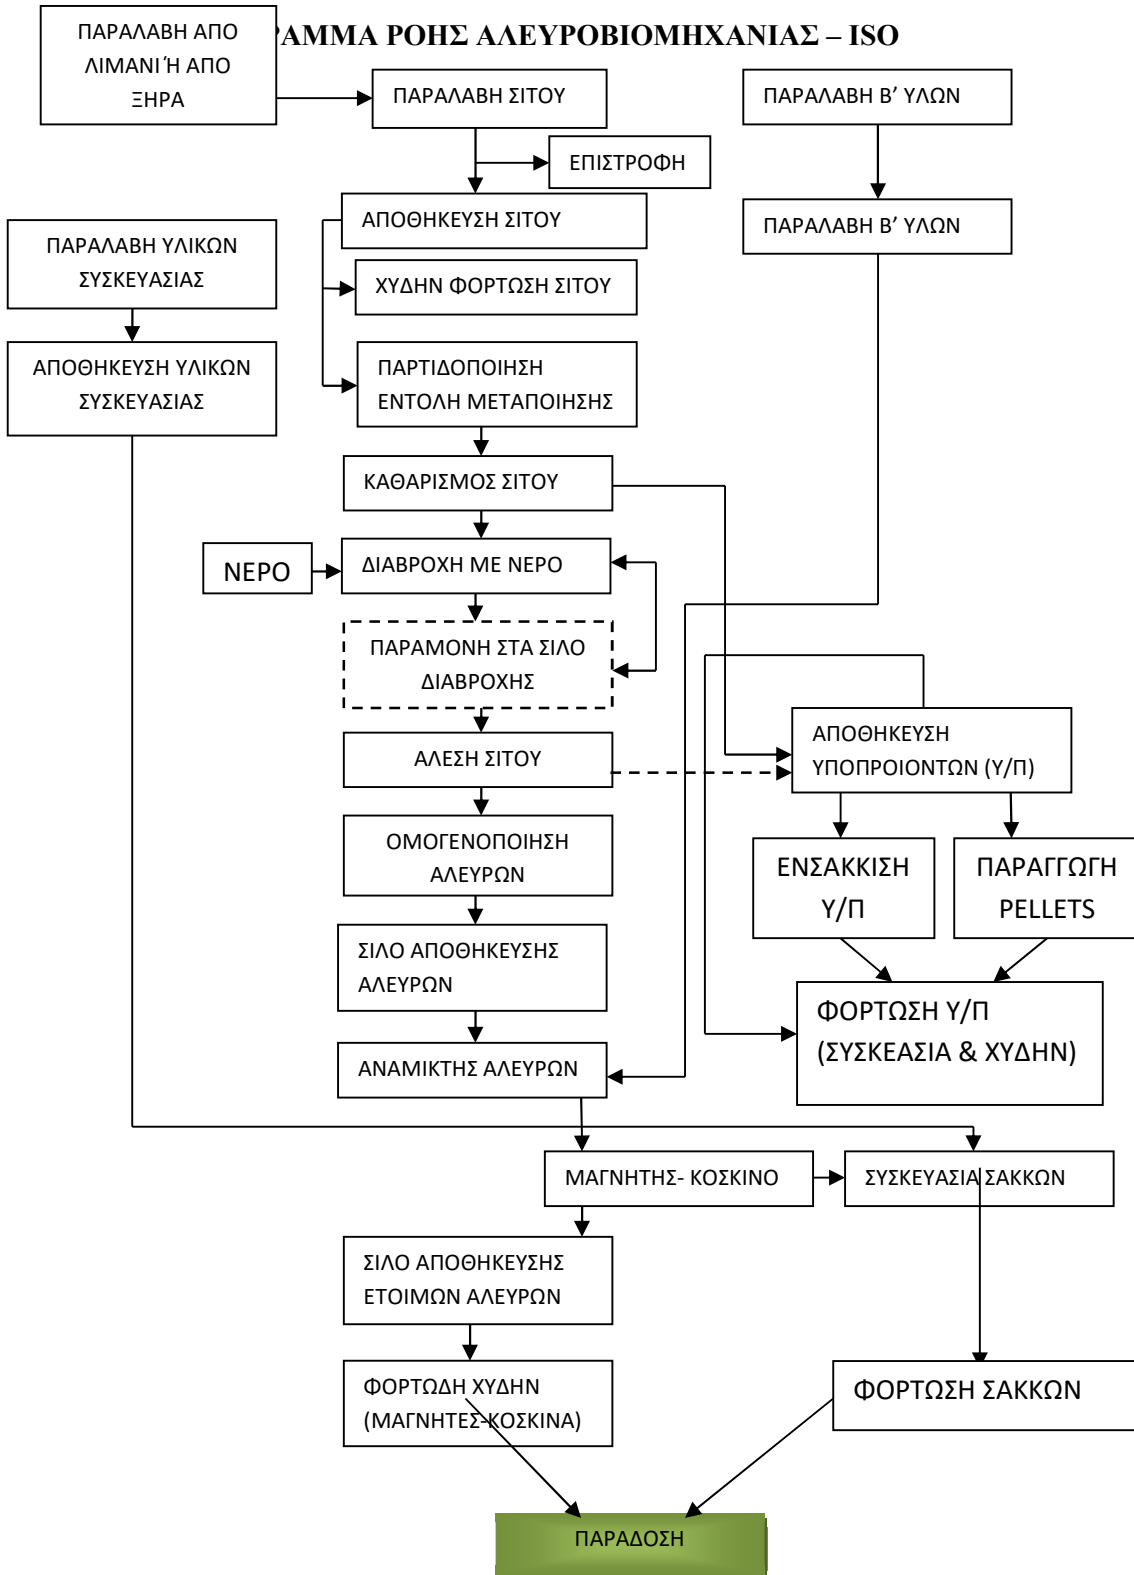 ΠΑΡΑΛΑΒΗ ΑΠΟ
ΛΙΜΑΝΙ Ή ΑΠΟ
ΞΗΡΑ
ΡΑΜΜΑ ΡΟΗΣ ΑΛΕΥΡΟΒΙΟΜΗΧΑΝΙΑΣ – ISO
ΠΑΡΑΛΑΒΗ ΣΙΤΟΥ
ΠΑΡΑΛΑΒΗ Β’ ΥΛΩΝ
ΕΠΙΣΤΡΟΦΗ
ΑΠΟΘΗΚΕΥΣΗ ΣΙΤΟΥ
ΠΑΡΑΛΑΒΗ Β’ ΥΛΩΝ
ΠΑΡΑΛΑΒΗ ΥΛΙΚΩΝ
ΣΥΣΚΕΥΑΣΙΑΣ
ΧΥΔΗΝ ΦΟΡΤΩΣΗ ΣΙΤΟΥ
ΑΠΟΘΗΚΕΥΣΗ ΥΛΙΚΩΝ
ΣΥΣΚΕΥΑΣΙΑΣ
ΠΑΡΤΙΔΟΠΟΙΗΣΗ
ΕΝΤΟΛΗ ΜΕΤΑΠΟΙΗΣΗΣ
ΚΑΘΑΡΙΣΜΟΣ ΣΙΤΟΥ
ΝΕΡΟ
ΔΙΑΒΡΟΧΗ ΜΕ ΝΕΡΟ
ΠΑΡΑΜΟΝΗ ΣΤΑ ΣΙΛΟ
ΔΙΑΒΡΟΧΗΣ
ΑΛΕΣΗ ΣΙΤΟΥ
ΑΠΟΘΗΚΕΥΣΗ
ΥΠΟΠΡΟΙΟΝΤΩΝ (Υ/Π)
ΟΜΟΓΕΝΟΠΟΙΗΣΗ
ΑΛΕΥΡΩΝ
ΕΝΣΑΚΚΙΣΗ
Υ/Π
ΠΑΡΑΓΓΩΓΗ
PELLETS
ΣΙΛΟ ΑΠΟΘΗΚΕΥΣΗΣ
ΑΛΕΥΡΩΝ
ΦΟΡΤΩΣΗ Υ/Π
(ΣΥΣΚΕΑΣΙΑ & ΧΥΔΗΝ)
ΑΝΑΜΙΚΤΗΣ ΑΛΕΥΡΩΝ
ΜΑΓΝΗΤΗΣ- ΚΟΣΚΙΝΟ
ΣΥΣΚΕΥΑΣΙΑ ΣΑΚΚΩΝ
ΣΙΛΟ ΑΠΟΘΗΚΕΥΣΗΣ
ΕΤΟΙΜΩΝ ΑΛΕΥΡΩΝ
ΦΟΡΤΩΔΗ ΧΥΔΗΝ
(ΜΑΓΝΗΤΕΣ-ΚΟΣΚΙΝΑ)
ΦΟΡΤΩΣΗ ΣΑΚΚΩΝ
ΠΑΡΑΔΟΣΗ